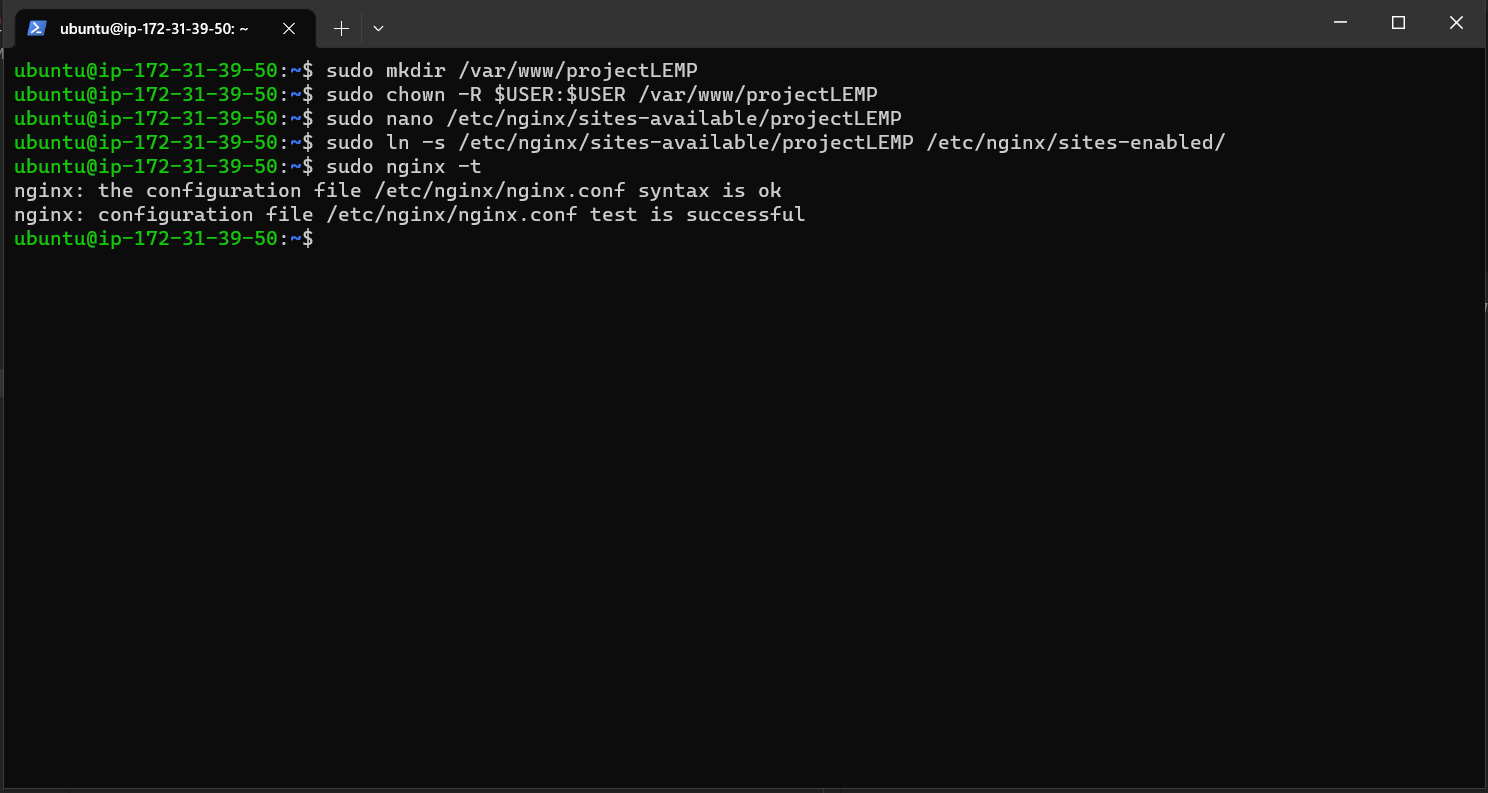 ubuntu@ip-172-31-39-50: ~
ubuntu@ip-172-31-39-50:~$ sudo mkdir /var/www/projectLEMP
ubuntu@ip-172-31-39-50:~$ sudo chown -R $USER:$USER /var/www/projectLEMP
ubuntu@ip-172-31-39-50:~$ sudo nano /etc/nginx/sites-available/projectLEMP
ubuntu@ip-172-31-39-50:~$ sudo ln -s /etc/nginx/sites-available/projectLEMP /etc/nginx/sites-enabled/
ubuntu@ip-172-31-39-50:~$ sudo nginx -t
nginx: the configuration file /etc/nginx/nginx.conf syntax is ok
nginx: configuration file /etc/nginx/nginx.conf test is successful
ubuntu@ip-172-31-39-50:~$